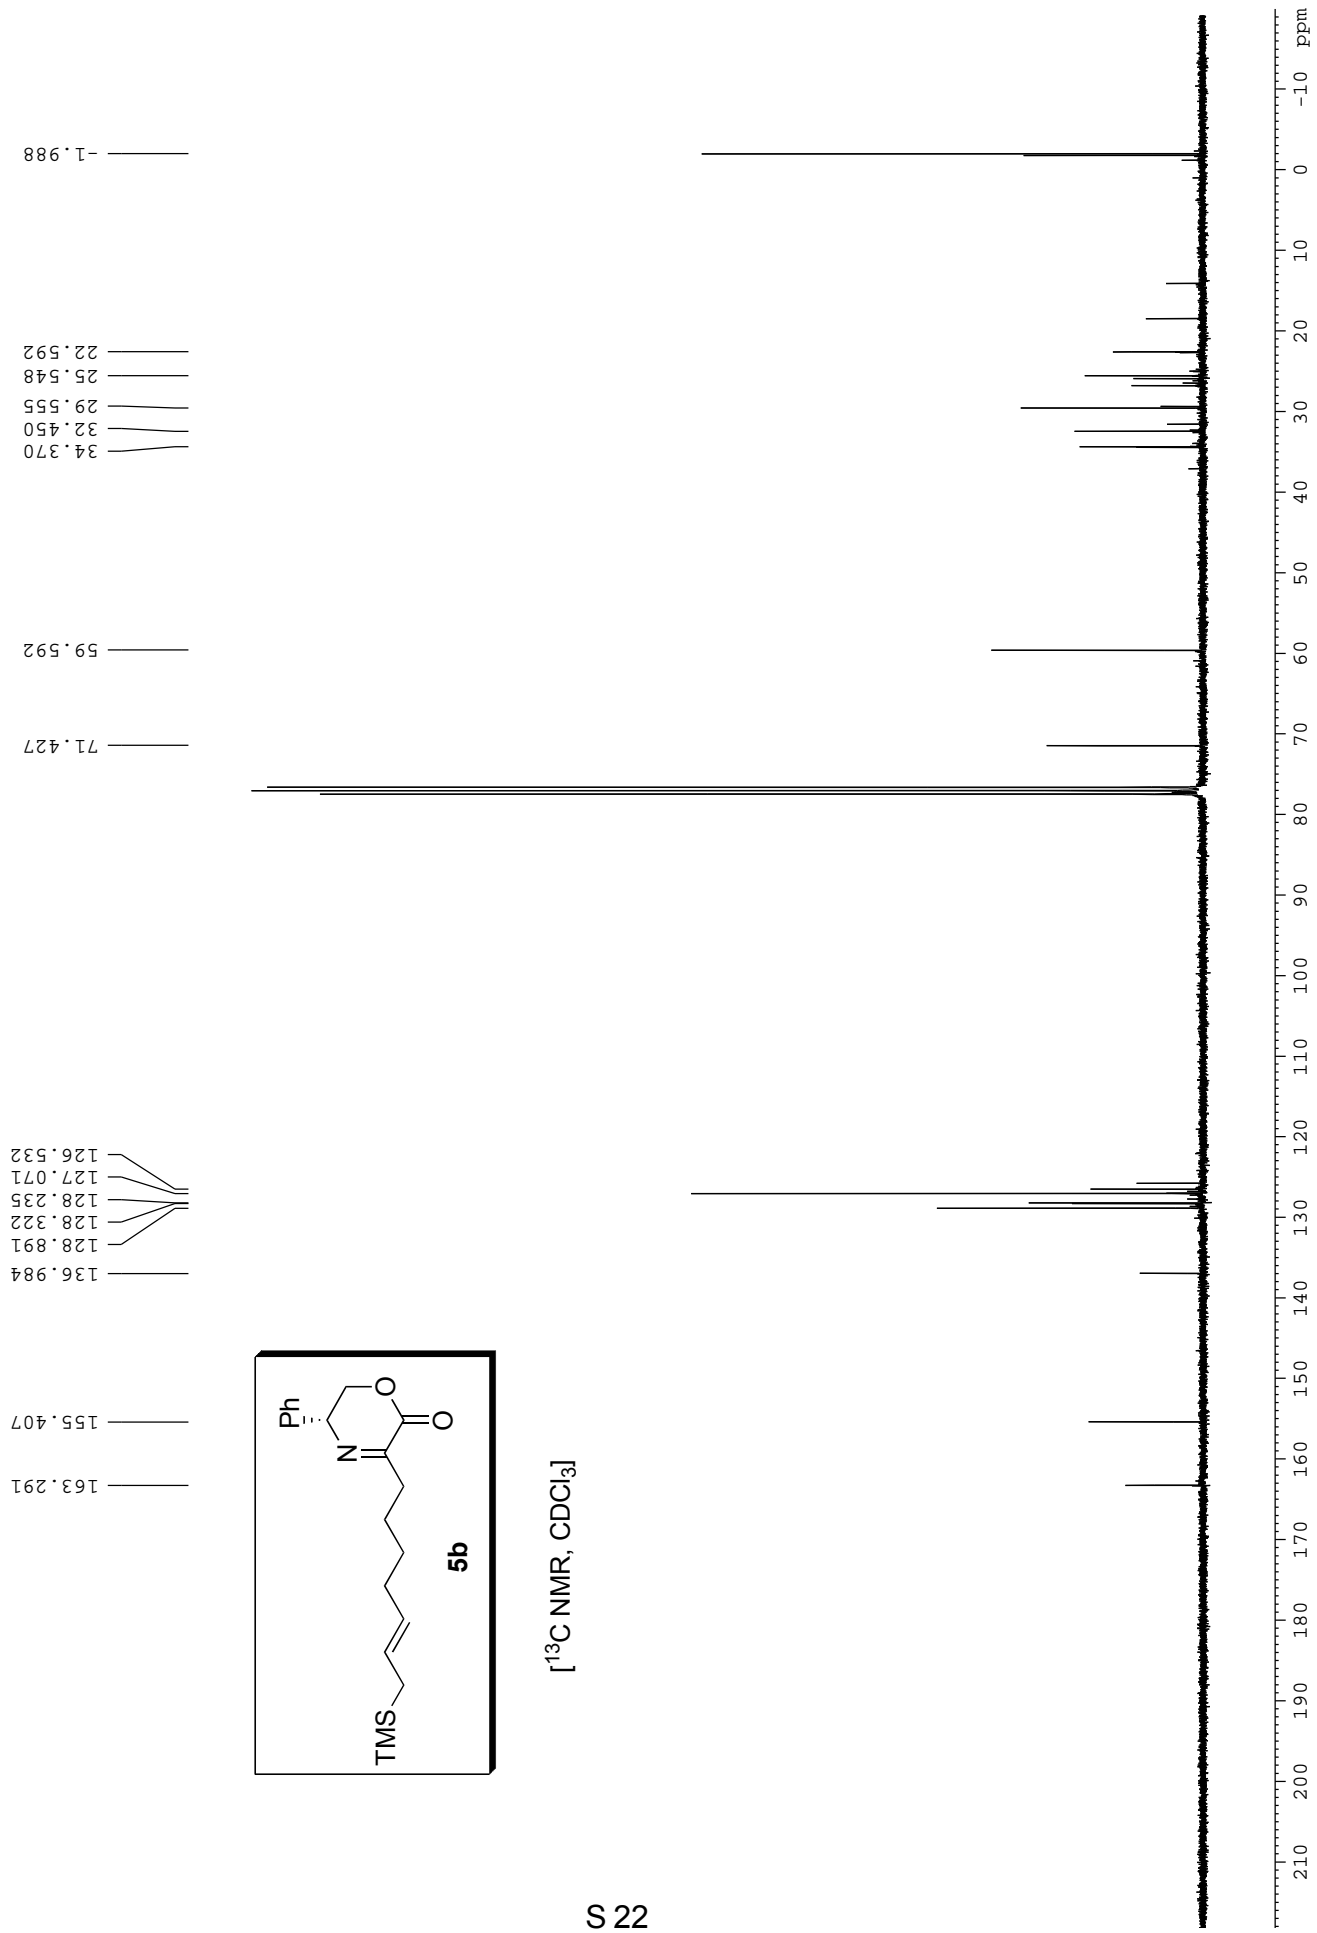 163.291
155.407
136.984
128.891
128.322
128.235
127.071
126.532
71.427
59.592
34.370
32.450
29.555
25.548
22.592
-1.988
Ph
N
O
O
TMS
5b
[¹³C NMR, CDCl₃]
210 200 190 180 170 160 150 140 130 120 110 100 90 80 70 60 50 40 30 20 10 0 -10 ppm
S 22